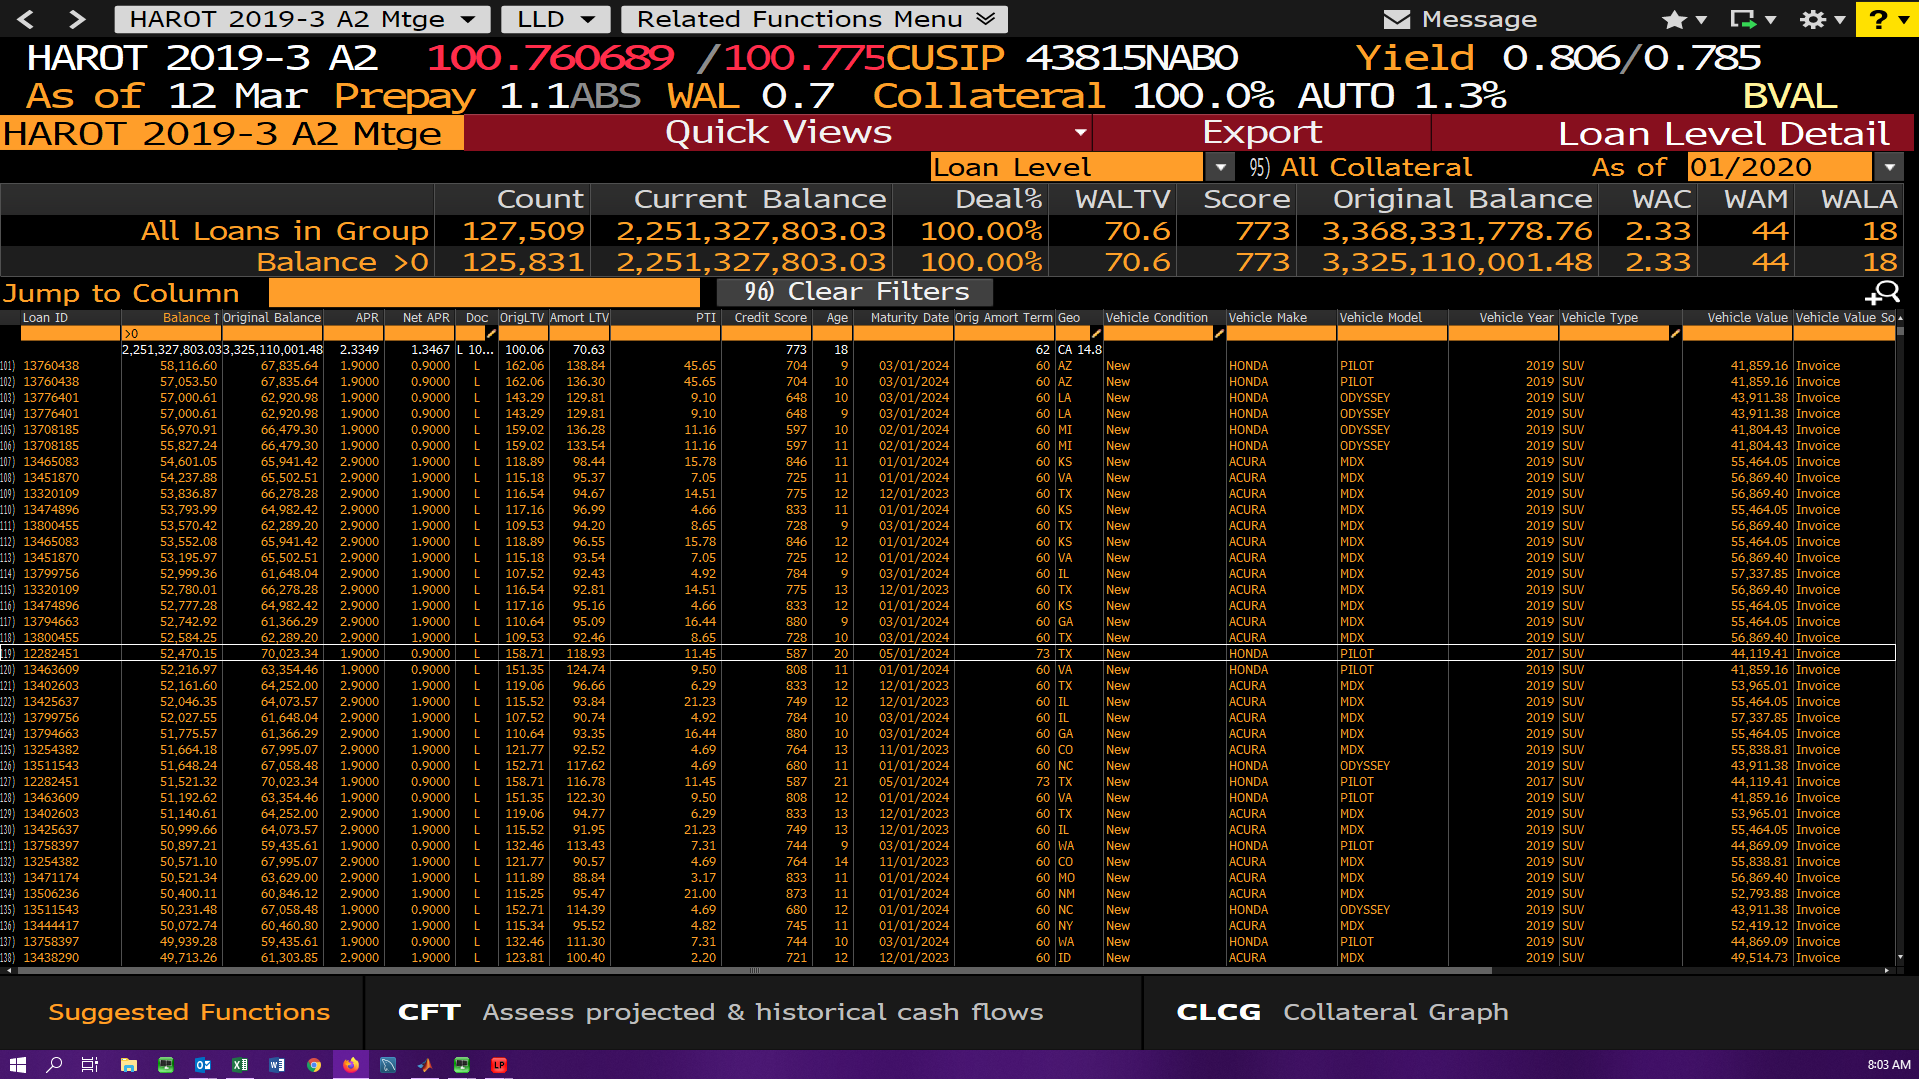 HAROT 2019-3 A2 Mtge LLD Related Functions Menu Message ?
HAROT 2019-3 A2 100.760689 /100.775 CUSIP 43815NAB0 Yield 0.806/0.785
As of 12 Mar Prepay 1.1ABS WAL 0.7 Collateral 100.0% AUTO 1.3% BVAL
HAROT 2019-3 A2 Mtge Quick Views Export Loan Level Detail
Loan Level 95) All Collateral As of 01/2020
Count Current Balance Deal% WALTV Score Original Balance WAC WAM WALA
All Loans in Group 127,509 2,251,327,803.03 100.00% 70.6 773 3,368,331,778.76 2.33 44 18
Balance >0 125,831 2,251,327,803.03 100.00% 70.6 773 3,325,110,001.48 2.33 44 18
Jump to Column 96) Clear Filters
Loan ID Balance↑ Original Balance APR Net APR Doc OrigLTV Amort LTV PTI Credit Score Age Maturity Date Orig Amort Term Geo Vehicle Condition Vehicle Make Vehicle Model Vehicle Year Vehicle Type Vehicle Value Vehicle Value So
>0
2,251,327,803.03 3,325,110,001.48 2.3349 1.3467 L 10... 100.06 70.63 773 18 62 CA 14.8
101) 13760438 58,116.60 67,835.64 1.9000 0.9000 L 162.06 138.84 45.65 704 9 03/01/2024 60 AZ New HONDA PILOT 2019 SUV 41,859.16 Invoice
102) 13760438 57,053.50 67,835.64 1.9000 0.9000 L 162.06 136.30 45.65 704 10 03/01/2024 60 AZ New HONDA PILOT 2019 SUV 41,859.16 Invoice
103) 13776401 57,000.61 62,920.98 1.9000 0.9000 L 143.29 129.81 9.10 648 10 03/01/2024 60 LA New HONDA ODYSSEY 2019 SUV 43,911.38 Invoice
104) 13776401 57,000.61 62,920.98 1.9000 0.9000 L 143.29 129.81 9.10 648 9 03/01/2024 60 LA New HONDA ODYSSEY 2019 SUV 43,911.38 Invoice
105) 13708185 56,970.91 66,479.30 1.9000 0.9000 L 159.02 136.28 11.16 597 10 02/01/2024 60 MI New HONDA ODYSSEY 2019 SUV 41,804.43 Invoice
106) 13708185 55,827.24 66,479.30 1.9000 0.9000 L 159.02 133.54 11.16 597 11 02/01/2024 60 MI New HONDA ODYSSEY 2019 SUV 41,804.43 Invoice
107) 13465083 54,601.05 65,941.42 2.9000 1.9000 L 118.89 98.44 15.78 846 11 01/01/2024 60 KS New ACURA MDX 2019 SUV 55,464.05 Invoice
108) 13451870 54,237.88 65,502.51 2.9000 1.9000 L 115.18 95.37 7.05 725 11 01/01/2024 60 VA New ACURA MDX 2019 SUV 56,869.40 Invoice
109) 13320109 53,836.87 66,278.28 2.9000 1.9000 L 116.54 94.67 14.51 775 12 12/01/2023 60 TX New ACURA MDX 2019 SUV 56,869.40 Invoice
110) 13474896 53,793.99 64,982.42 2.9000 1.9000 L 117.16 96.99 4.66 833 11 01/01/2024 60 KS New ACURA MDX 2019 SUV 55,464.05 Invoice
111) 13800455 53,570.42 62,289.20 2.9000 1.9000 L 109.53 94.20 8.65 728 9 03/01/2024 60 TX New ACURA MDX 2019 SUV 56,869.40 Invoice
112) 13465083 53,552.08 65,941.42 2.9000 1.9000 L 118.89 96.55 15.78 846 12 01/01/2024 60 KS New ACURA MDX 2019 SUV 55,464.05 Invoice
113) 13451870 53,195.97 65,502.51 2.9000 1.9000 L 115.18 93.54 7.05 725 12 01/01/2024 60 VA New ACURA MDX 2019 SUV 56,869.40 Invoice
114) 13799756 52,999.36 61,648.04 2.9000 1.9000 L 107.52 92.43 4.92 784 9 03/01/2024 60 IL New ACURA MDX 2019 SUV 57,337.85 Invoice
115) 13320109 52,780.01 66,278.28 2.9000 1.9000 L 116.54 92.81 14.51 775 13 12/01/2023 60 TX New ACURA MDX 2019 SUV 56,869.40 Invoice
116) 13474896 52,777.28 64,982.42 2.9000 1.9000 L 117.16 95.16 4.66 833 12 01/01/2024 60 KS New ACURA MDX 2019 SUV 55,464.05 Invoice
117) 13794663 52,742.92 61,366.29 2.9000 1.9000 L 110.64 95.09 16.44 880 9 03/01/2024 60 GA New ACURA MDX 2019 SUV 55,464.05 Invoice
118) 13800455 52,584.25 62,289.20 2.9000 1.9000 L 109.53 92.46 8.65 728 10 03/01/2024 60 TX New ACURA MDX 2019 SUV 56,869.40 Invoice
119) 12282451 52,470.15 70,023.34 1.9000 0.9000 L 158.71 118.93 11.45 587 20 05/01/2024 73 TX New HONDA PILOT 2017 SUV 44,119.41 Invoice
120) 13463609 52,216.97 63,354.46 1.9000 0.9000 L 151.35 124.74 9.50 808 11 01/01/2024 60 VA New HONDA PILOT 2019 SUV 41,859.16 Invoice
121) 13402603 52,161.60 64,252.00 2.9000 1.9000 L 119.06 96.66 6.29 833 12 12/01/2023 60 TX New ACURA MDX 2019 SUV 53,965.01 Invoice
122) 13425637 52,046.35 64,073.57 2.9000 1.9000 L 115.52 93.84 21.23 749 12 12/01/2023 60 IL New ACURA MDX 2019 SUV 55,464.05 Invoice
123) 13799756 52,027.55 61,648.04 2.9000 1.9000 L 107.52 90.74 4.92 784 10 03/01/2024 60 IL New ACURA MDX 2019 SUV 57,337.85 Invoice
124) 13794663 51,775.57 61,366.29 2.9000 1.9000 L 110.64 93.35 16.44 880 10 03/01/2024 60 GA New ACURA MDX 2019 SUV 55,464.05 Invoice
125) 13254382 51,664.18 67,995.07 2.9000 1.9000 L 121.77 92.52 4.69 764 13 11/01/2023 60 CO New ACURA MDX 2019 SUV 55,838.81 Invoice
126) 13511543 51,648.24 67,058.48 1.9000 0.9000 L 152.71 117.62 4.69 680 11 01/01/2024 60 NC New HONDA ODYSSEY 2019 SUV 43,911.38 Invoice
127) 12282451 51,521.32 70,023.34 1.9000 0.9000 L 158.71 116.78 11.45 587 21 05/01/2024 73 TX New HONDA PILOT 2017 SUV 44,119.41 Invoice
128) 13463609 51,192.62 63,354.46 1.9000 0.9000 L 151.35 122.30 9.50 808 12 01/01/2024 60 VA New HONDA PILOT 2019 SUV 41,859.16 Invoice
129) 13402603 51,140.61 64,252.00 2.9000 1.9000 L 119.06 94.77 6.29 833 13 12/01/2023 60 TX New ACURA MDX 2019 SUV 53,965.01 Invoice
130) 13425637 50,999.66 64,073.57 2.9000 1.9000 L 115.52 91.95 21.23 749 13 12/01/2023 60 IL New ACURA MDX 2019 SUV 55,464.05 Invoice
131) 13758397 50,897.21 59,435.61 1.9000 0.9000 L 132.46 113.43 7.31 744 9 03/01/2024 60 WA New HONDA PILOT 2019 SUV 44,869.09 Invoice
132) 13254382 50,571.10 67,995.07 2.9000 1.9000 L 121.77 90.57 4.69 764 14 11/01/2023 60 CO New ACURA MDX 2019 SUV 55,838.81 Invoice
133) 13471174 50,521.34 63,629.00 2.9000 1.9000 L 111.89 88.84 3.17 833 11 01/01/2024 60 MO New ACURA MDX 2019 SUV 56,869.40 Invoice
134) 13506236 50,400.11 60,846.12 2.9000 1.9000 L 115.25 95.47 21.00 873 11 01/01/2024 60 NM New ACURA MDX 2019 SUV 52,793.88 Invoice
135) 13511543 50,231.48 67,058.48 1.9000 0.9000 L 152.71 114.39 4.69 680 12 01/01/2024 60 NC New HONDA ODYSSEY 2019 SUV 43,911.38 Invoice
136) 13444417 50,072.74 60,460.80 2.9000 1.9000 L 115.34 95.52 4.82 745 11 01/01/2024 60 NY New ACURA MDX 2019 SUV 52,419.12 Invoice
137) 13758397 49,939.28 59,435.61 1.9000 0.9000 L 132.46 111.30 7.31 744 10 03/01/2024 60 WA New HONDA PILOT 2019 SUV 44,869.09 Invoice
138) 13438290 49,713.26 61,303.85 2.9000 1.9000 L 123.81 100.40 2.20 721 12 12/01/2023 60 ID New ACURA MDX 2019 SUV 49,514.73 Invoice
Suggested Functions CFT Assess projected & historical cash flows CLCG Collateral Graph
8:03 AM